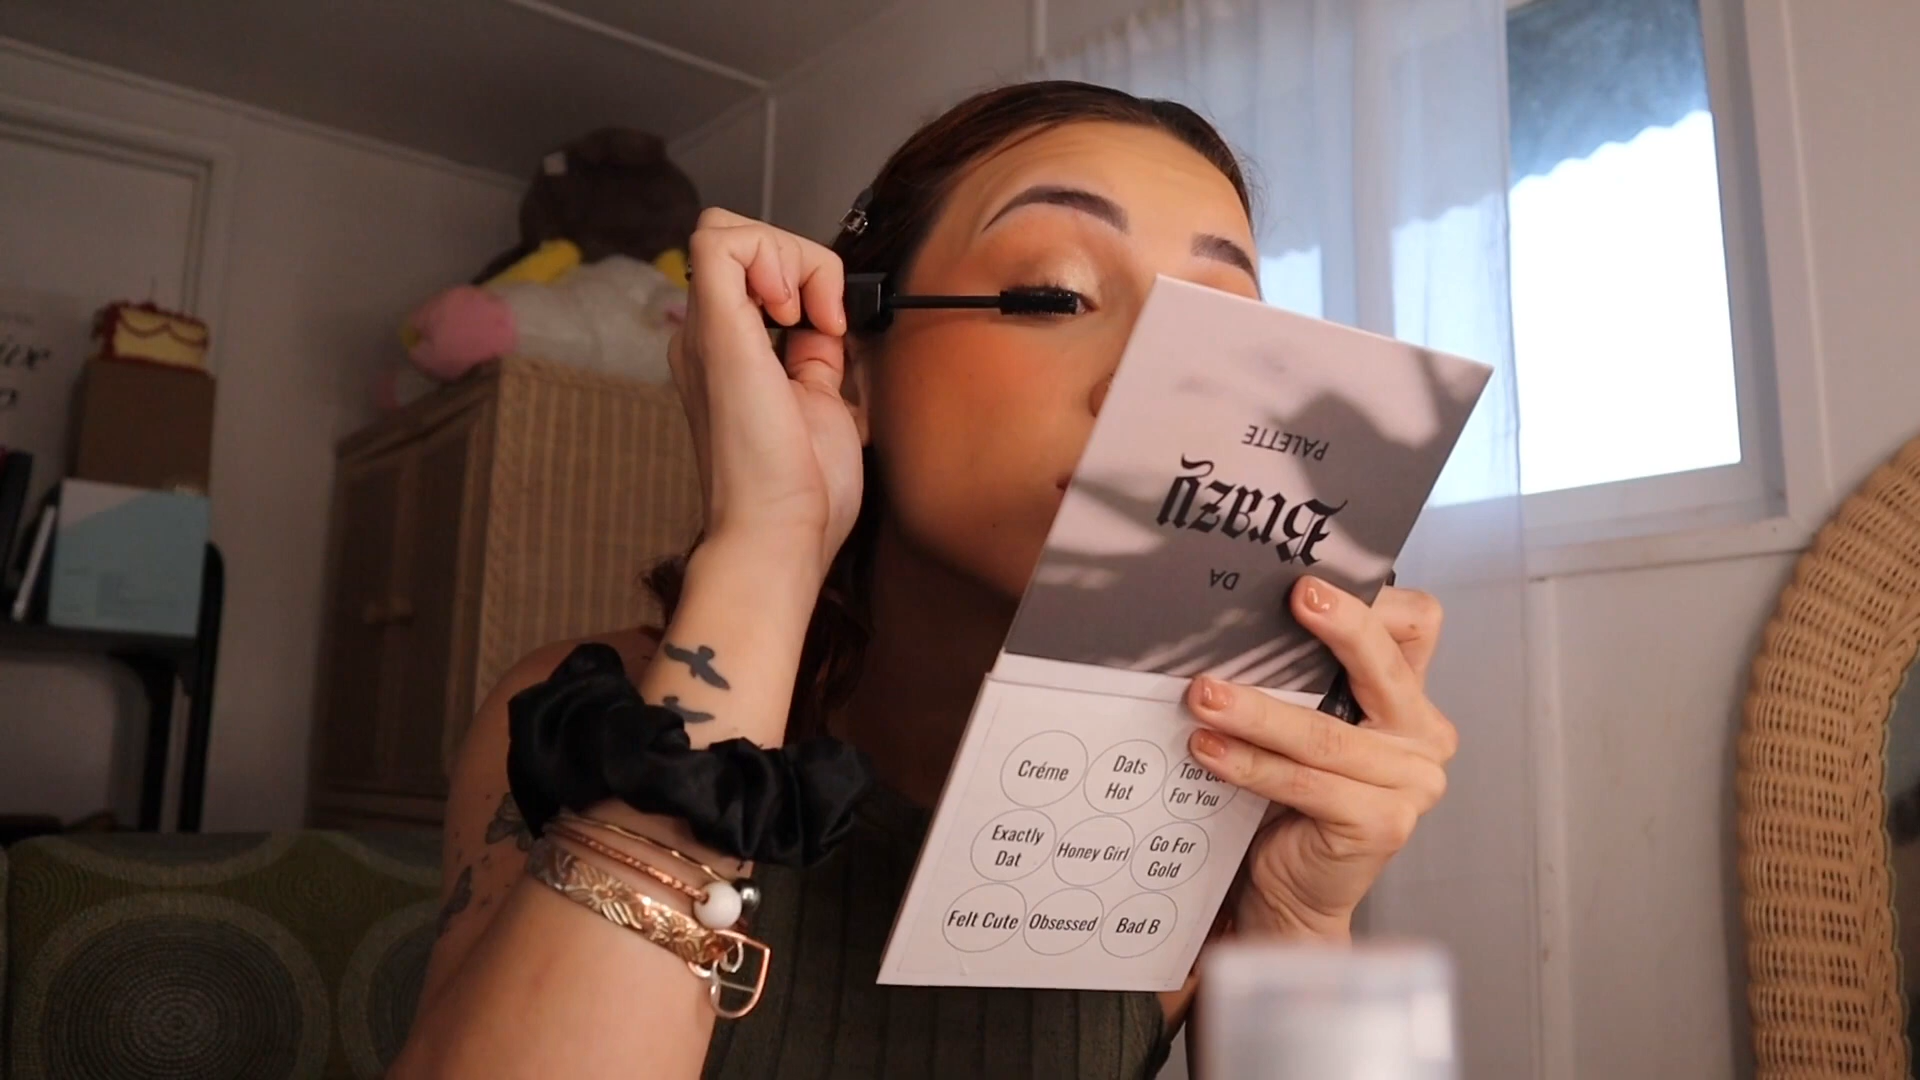 DA
Brazy
PALETTE
Créme
Dats
Hot
Too
For You
Exactly
Dat
Honey Girl
Go For
Gold
Felt Cute
Obsessed
Bad B